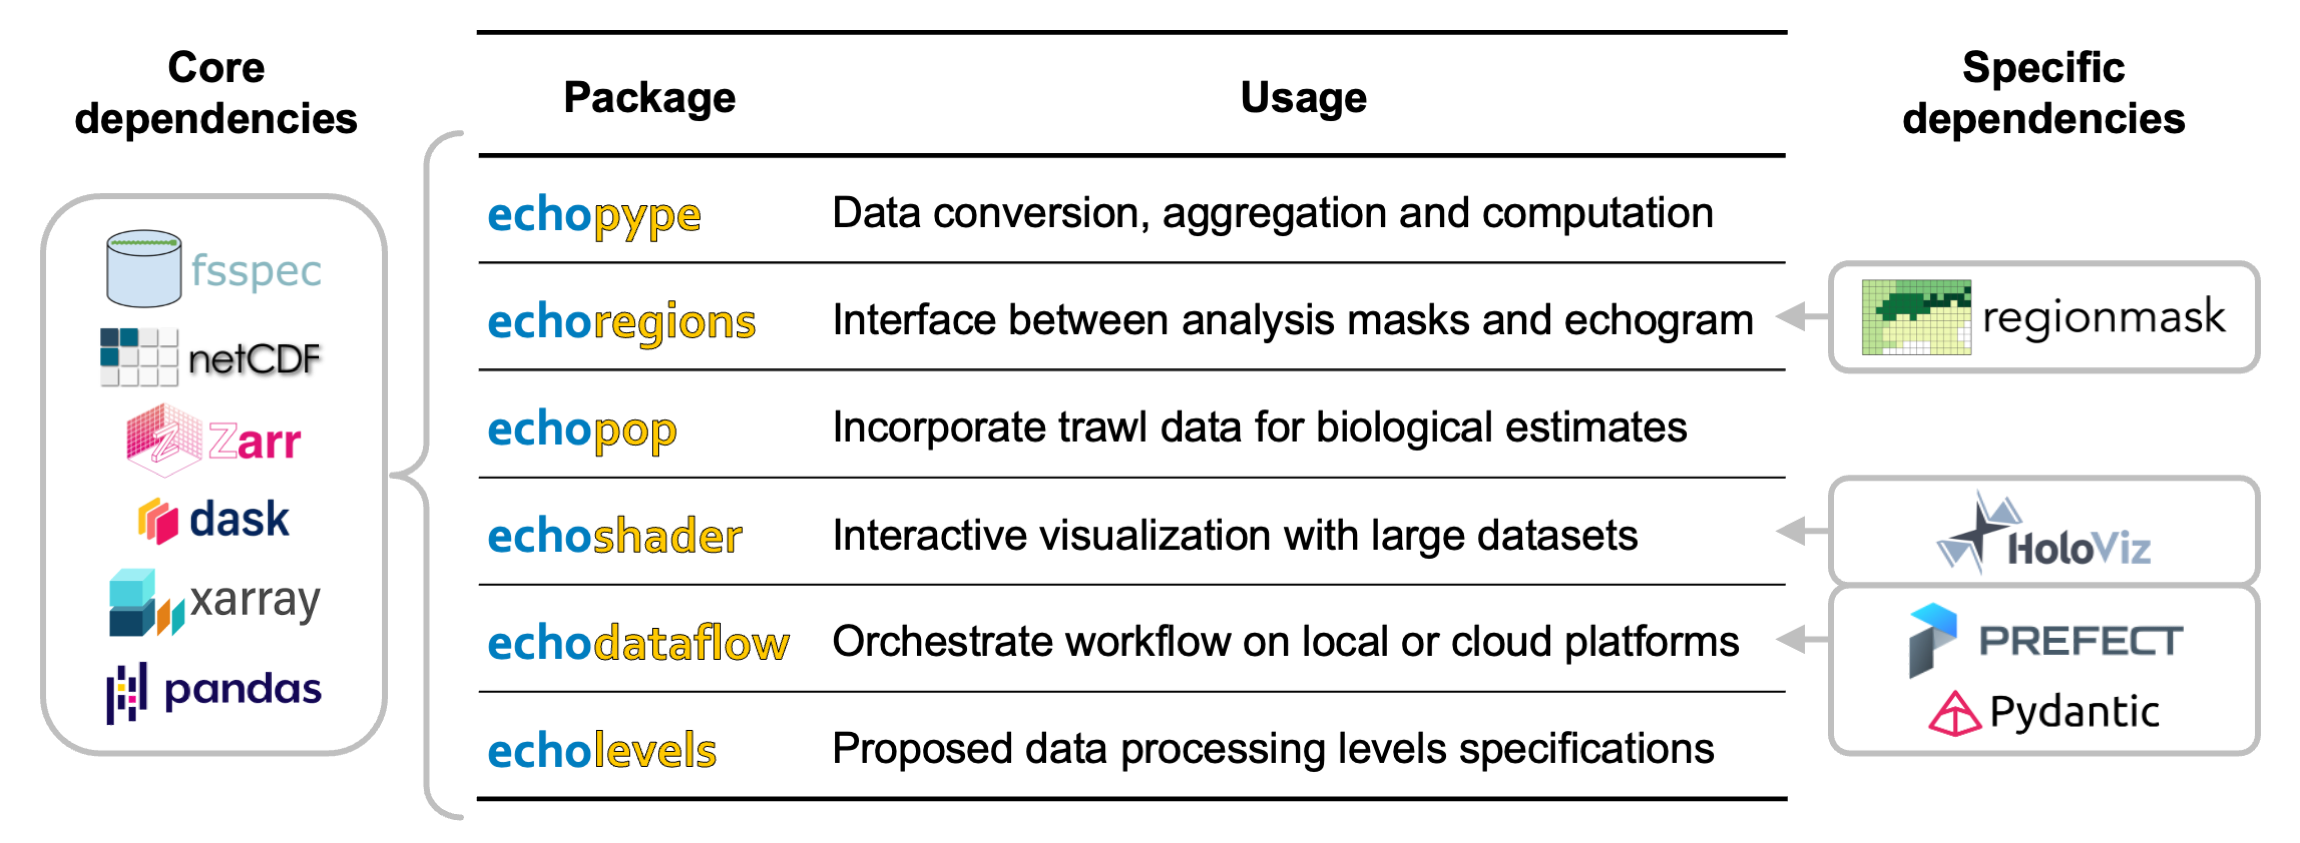 Core
dependencies
fsspec
netCDF
Zarr
dask
xarray
pandas
Package Usage
echopype Data conversion, aggregation and computation
echoregions Interface between analysis masks and echogram
echopop Incorporate trawl data for biological estimates
echoshader Interactive visualization with large datasets
echodataflow Orchestrate workflow on local or cloud platforms
echolevels Proposed data processing levels specifications
Specific
dependencies
regionmask
HoloViz
PREFECT
Pydantic